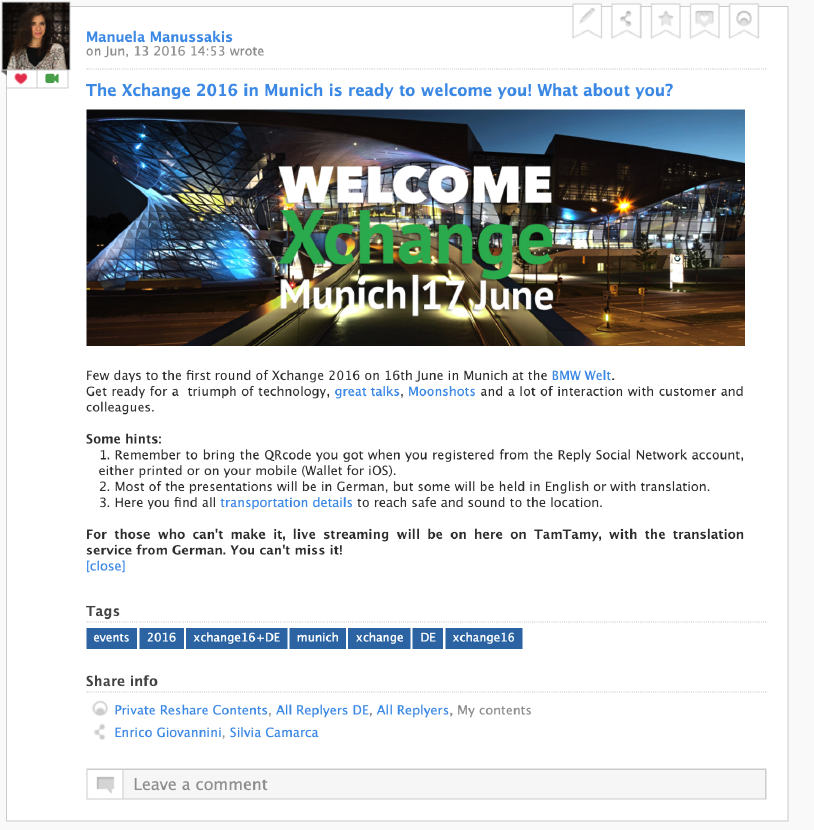 Manuela Manussakis
on Jun, 13 2016 14:53 wrote
The Xchange 2016 in Munich is ready to welcome you! What about you?
WELCOME
Xchange
Munich|17 June
Few days to the first round of Xchange 2016 on 16th June in Munich at the BMW Welt.
Get ready for a triumph of technology, great talks, Moonshots and a lot of interaction with customer and
colleagues.
Some hints:
1. Remember to bring the QRcode you got when you registered from the Reply Social Network account,
either printed or on your mobile (Wallet for iOS).
2. Most of the presentations will be in German, but some will be held in English or with translation.
3. Here you find all transportation details to reach safe and sound to the location.
For those who can't make it, live streaming will be on here on TamTamy, with the translation
service from German. You can't miss it!
[close]
Tags
events 2016 xchange16+DE munich xchange DE xchange16
Share info
Private Reshare Contents, All Replyers DE, All Replyers, My contents
Enrico Giovannini, Silvia Camarca
Leave a comment